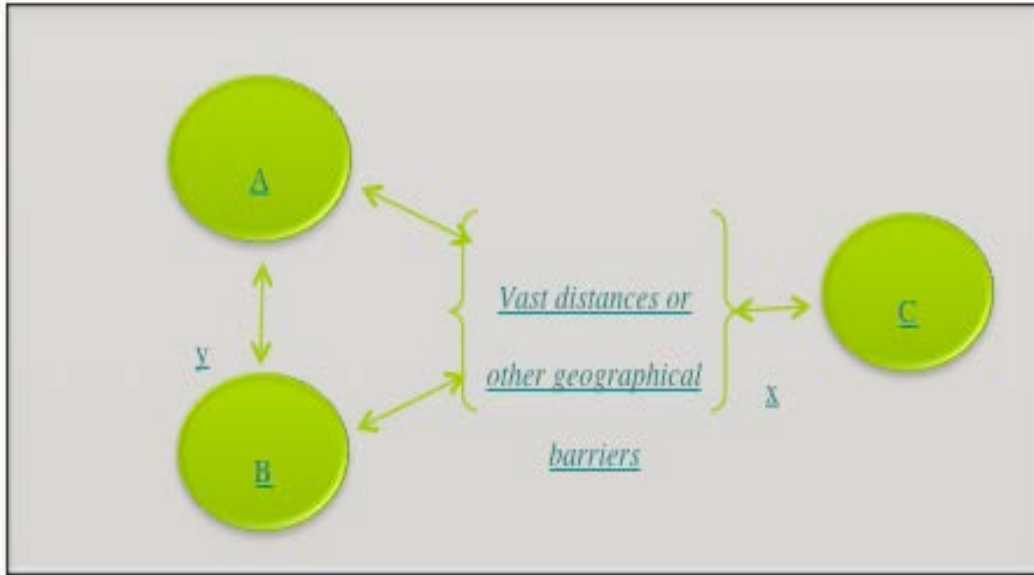 A
Vast distances or
C
y
other geographical
x
barriers
B